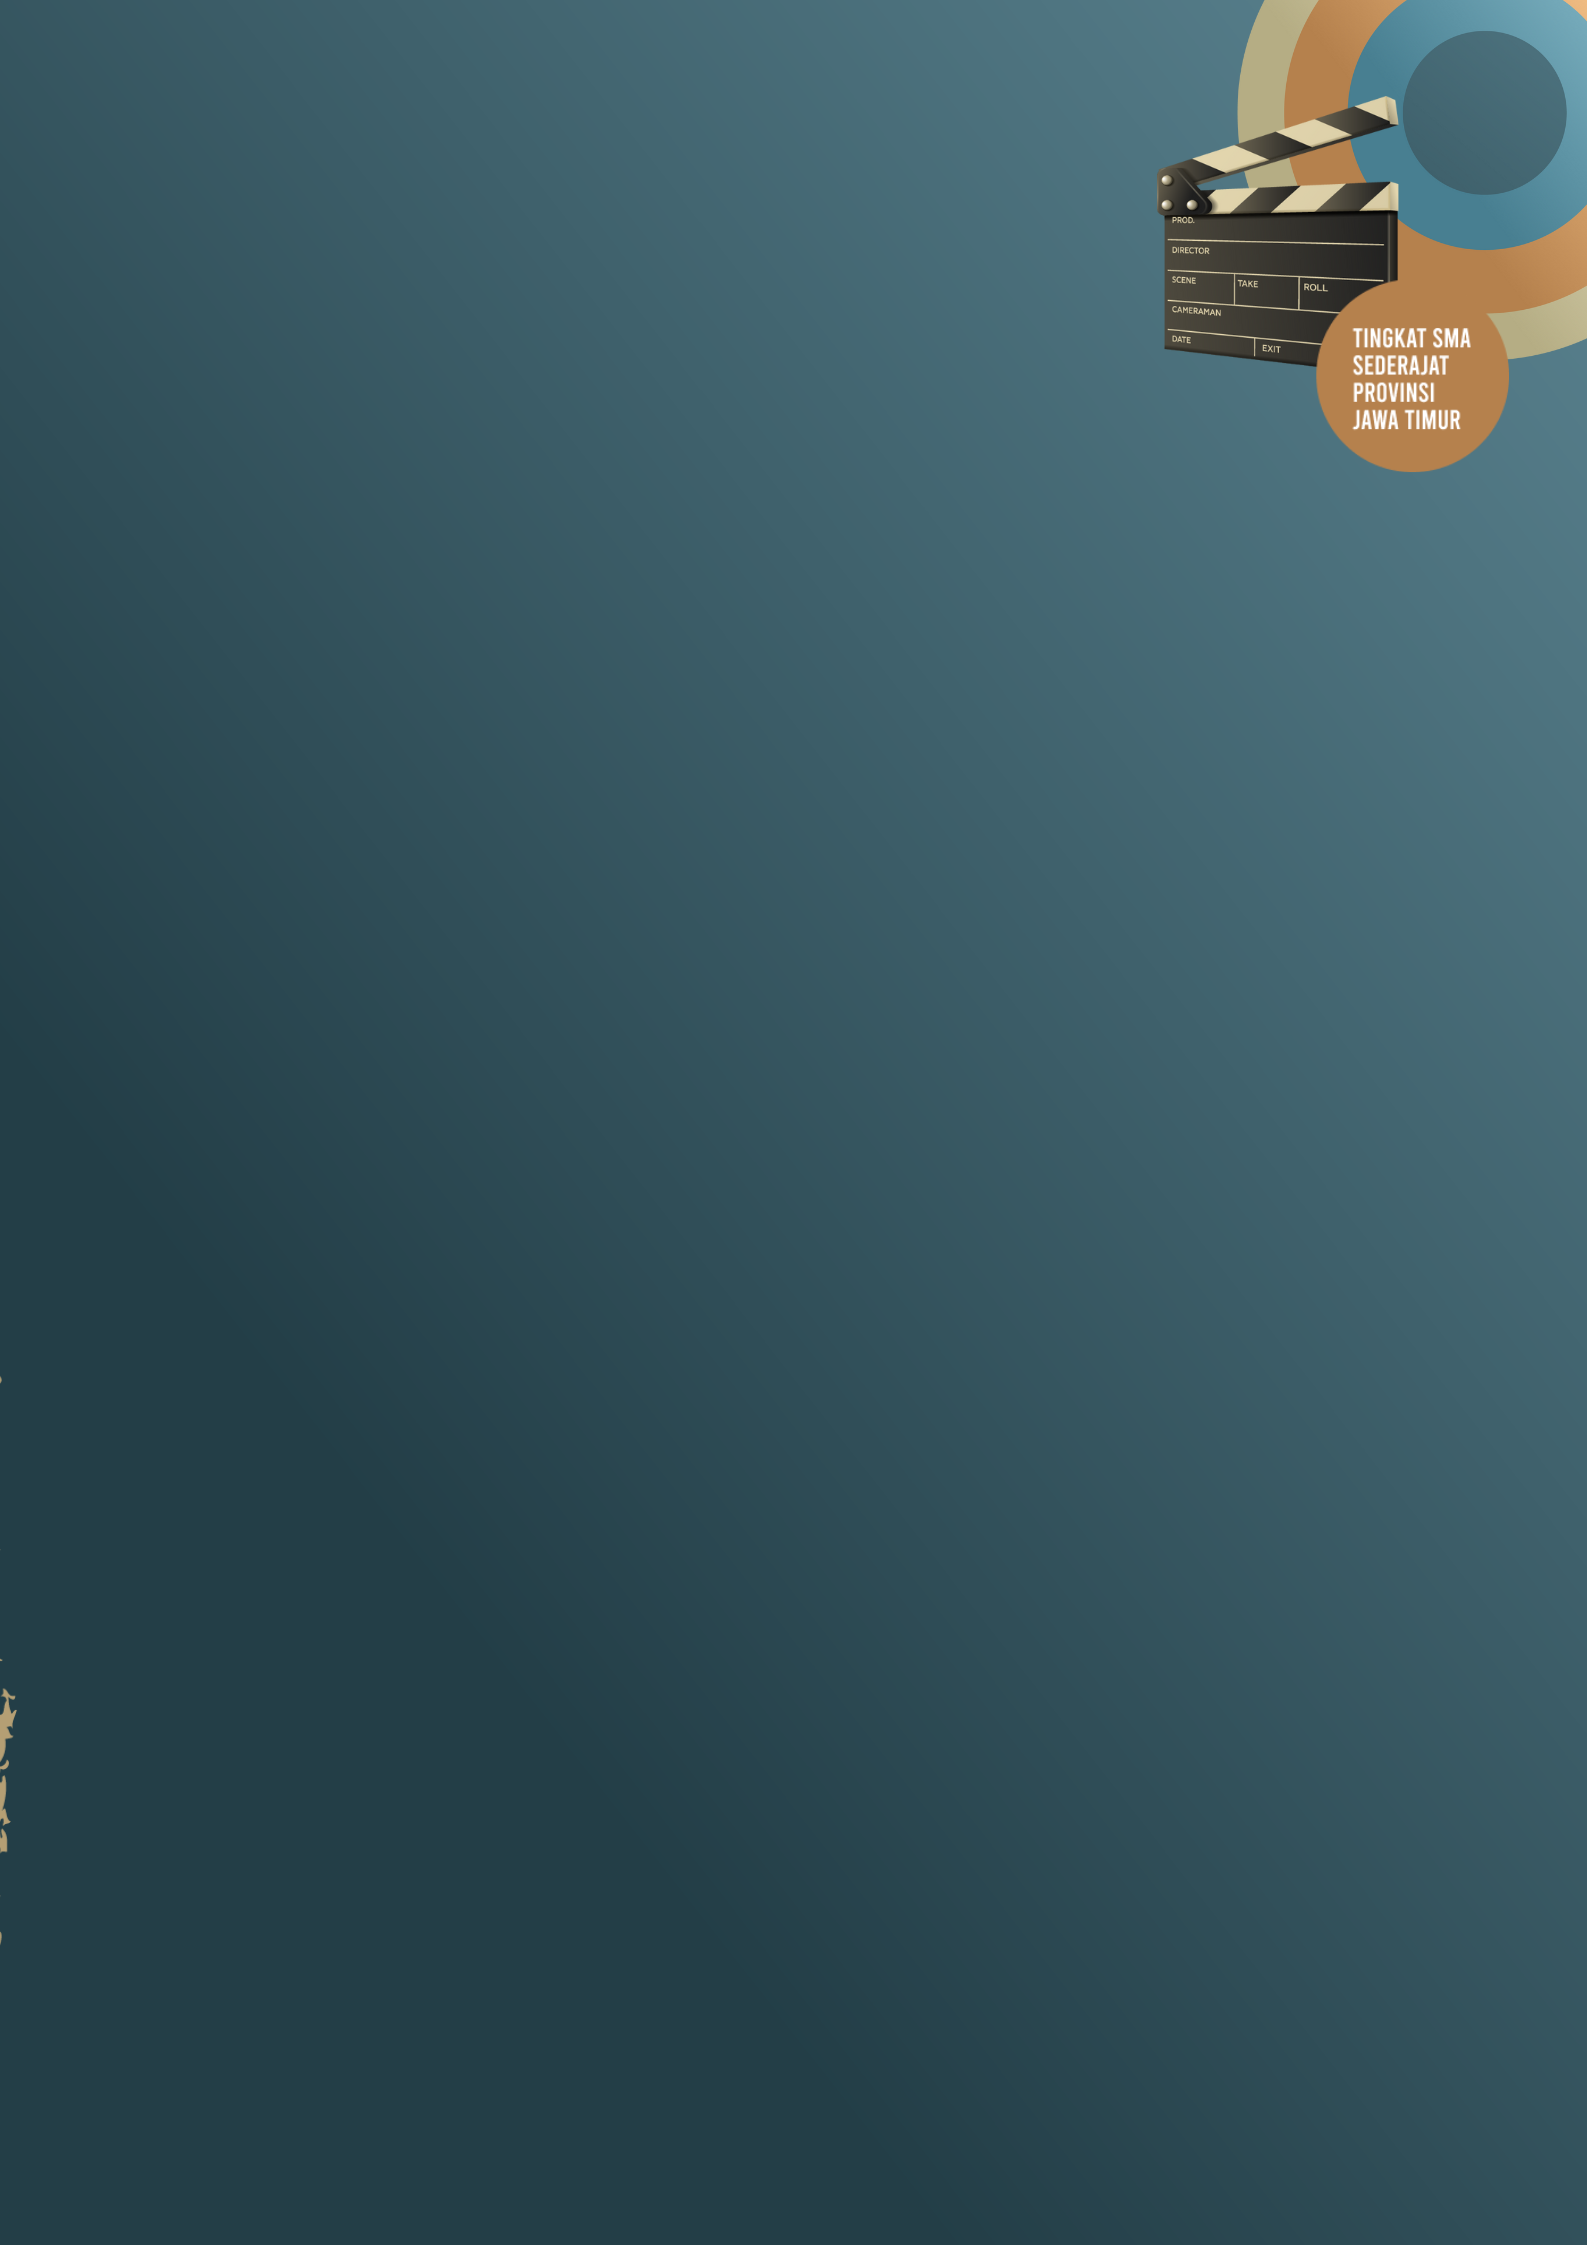 PROD.
DIRECTOR
SCENE TAKE ROLL
CAMERAMAN
DATE EXIT
TINGKAT SMA
SEDERAJAT
PROVINSI
JAWA TIMUR